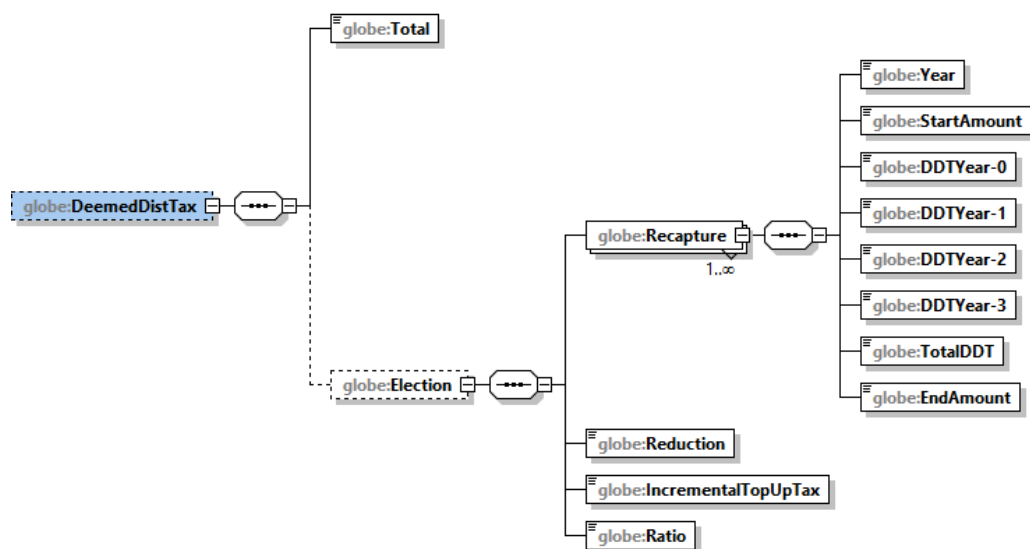 globe:Total
globe:Year
globe:StartAmount
globe:DDTYear-0
globe:DeemedDistTax
globe:DDTYear-1
globe:Recapture
1..∞
globe:DDTYear-2
globe:DDTYear-3
globe:TotalDDT
globe:Election
globe:EndAmount
globe:Reduction
globe:IncrementalTopUpTax
globe:Ratio